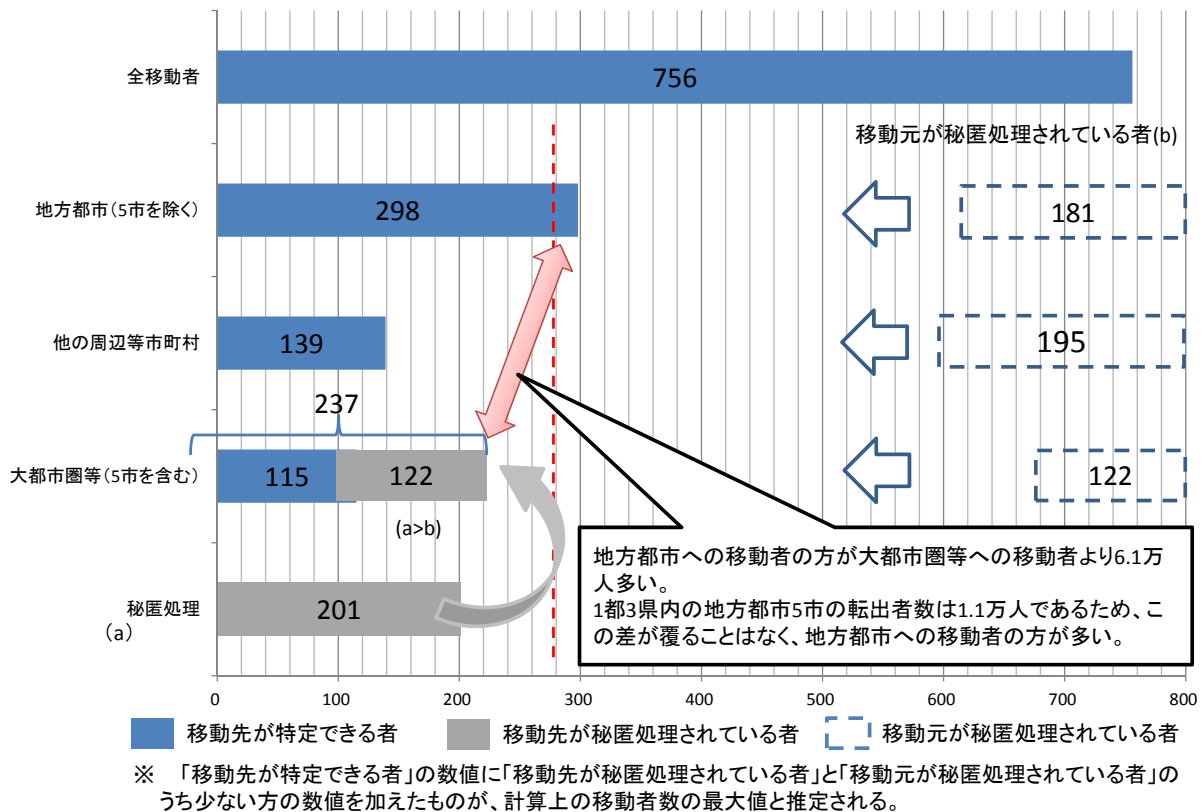 全移動者
756
移動元が秘匿処理されている者(b)
地方都市(5市を除く)
298
181
他の周辺等市町村
139
195
237
大都市圏等(5市を含む)
115
122
122
(a>b)
地方都市への移動者の方が大都市圏等への移動者より6.1万
人多い。
1都3県内の地方都市5市の転出者数は1.1万人であるため、こ
の差が覆ることはなく、地方都市への移動者の方が多い。
秘匿処理
(a)
201
0 100 200 300 400 500 600 700 800
移動先が特定できる者 移動先が秘匿処理されている者 移動元が秘匿処理されている者
※ 「移動先が特定できる者」の数値に「移動先が秘匿処理されている者」と「移動元が秘匿処理されている者」の
うち少ない方の数値を加えたものが、計算上の移動者数の最大値と推定される。